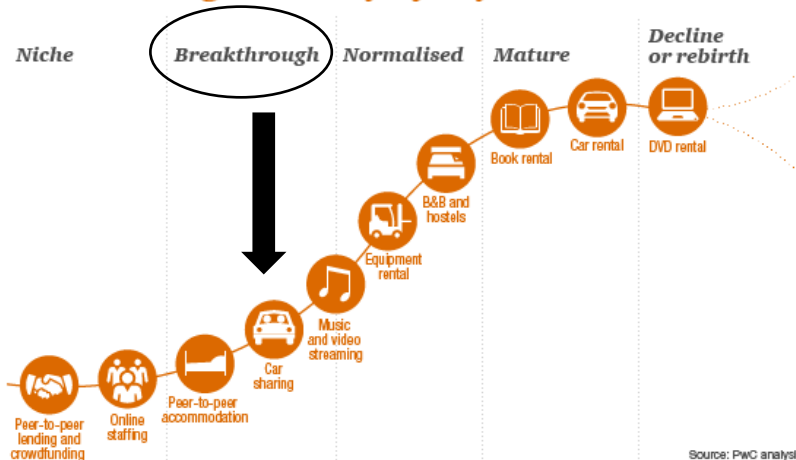 Niche
Breakthrough
Normalised
Mature
Decline
or rebirth
Peer-to-peer
lending and
crowdfunding
Online
staffing
Peer-to-peer
accommodation
Car
sharing
Music
and video
streaming
Equipment
rental
B&B and
hostels
Book rental
Car rental
DVD rental
Source: PwC analysi